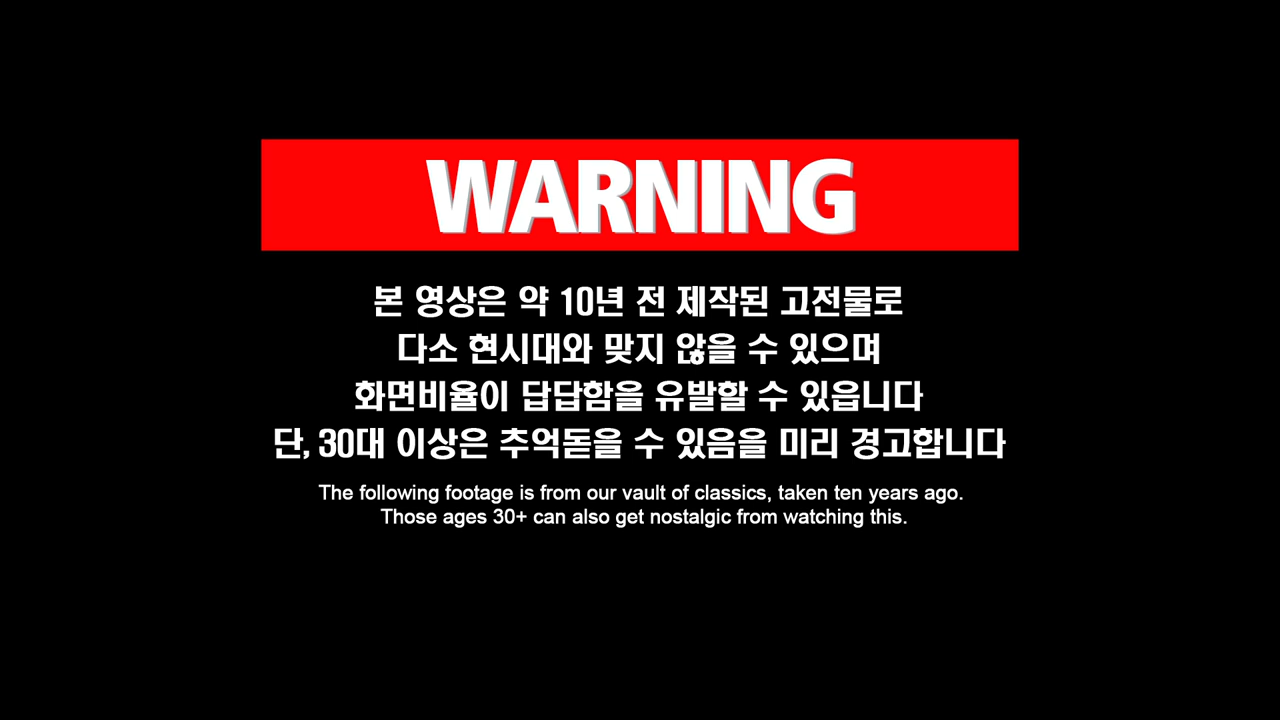 WARNING
본 영상은 약 10년 전 제작된 고전물로
다소 현시대와 맞지 않을 수 있으며
화면비율이 답답함을 유발할 수 있읍니다
단, 30대 이상은 추억돋을 수 있음을 미리 경고합니다
The following footage is from our vault of classics, taken ten years ago.
Those ages 30+ can also get nostalgic from watching this.